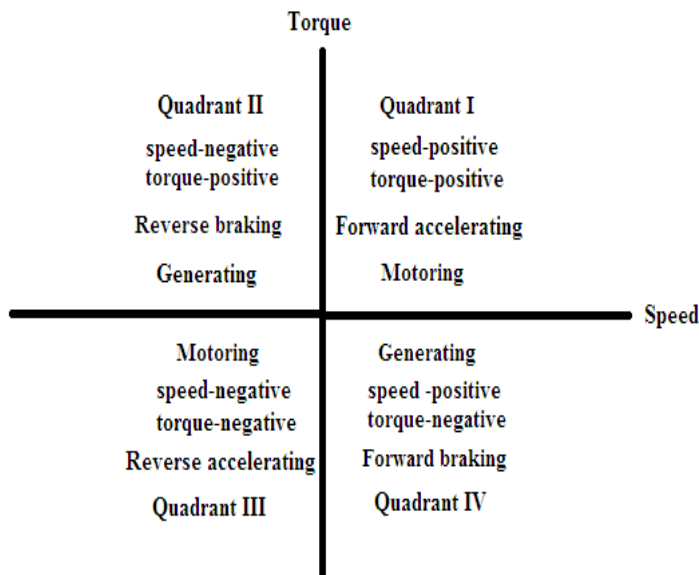 Torque
Quadrant II
speed-negative
torque-positive
Reverse braking
Generating
Quadrant I
speed-positive
torque-positive
Forward accelerating
Motoring
Speed
Motoring
speed-negative
torque-negative
Reverse accelerating
Quadrant III
Generating
speed -positive
torque-negative
Forward braking
Quadrant IV